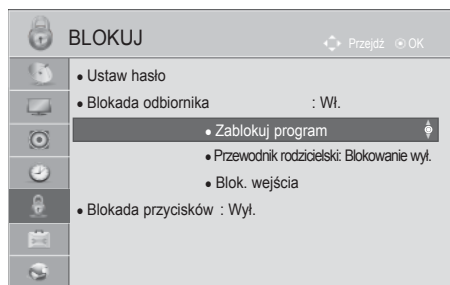 BLOKUJ
Przejdź OK
• Ustaw hasło
• Blokada odbiornika : Wł.
• Zablokuj program
• Przewodnik rodzicielski: Blokowanie wył.
• Blok. wejścia
• Blokada przycisków : Wył.